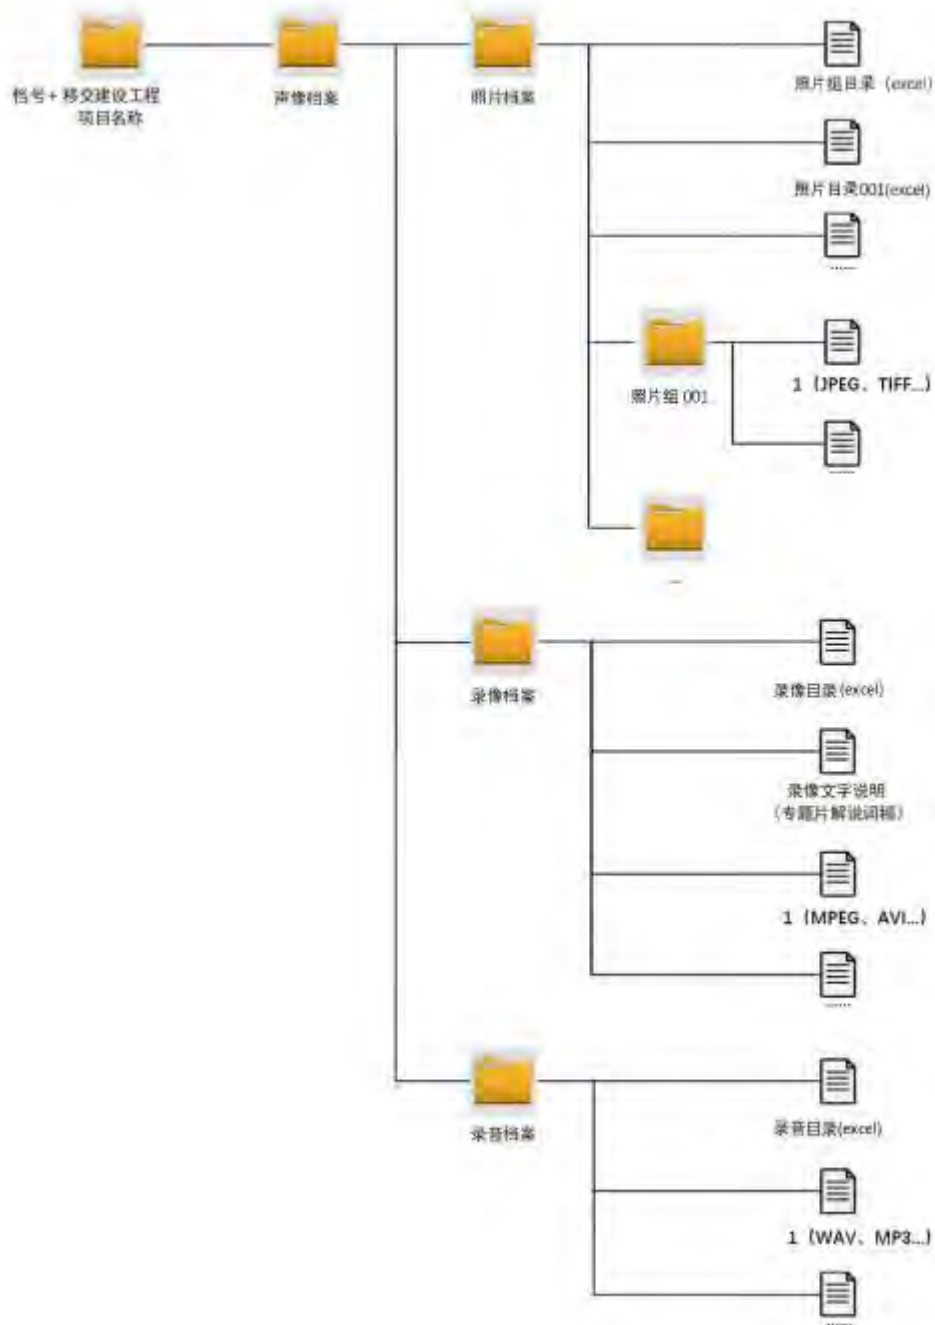 档号+移交建设工程
项目名称
声像档案
照片档案
照片组目录（excel）
照片目录001(excel)
......
照片组 001
1（JPEG、TIFF...）
......
...
录像档案
录像目录(excel)
录像文字说明
（专题片解说词稿）
1（MPEG、AVI...）
......
录音档案
录音目录(excel)
1（WAV、MP3...）
......